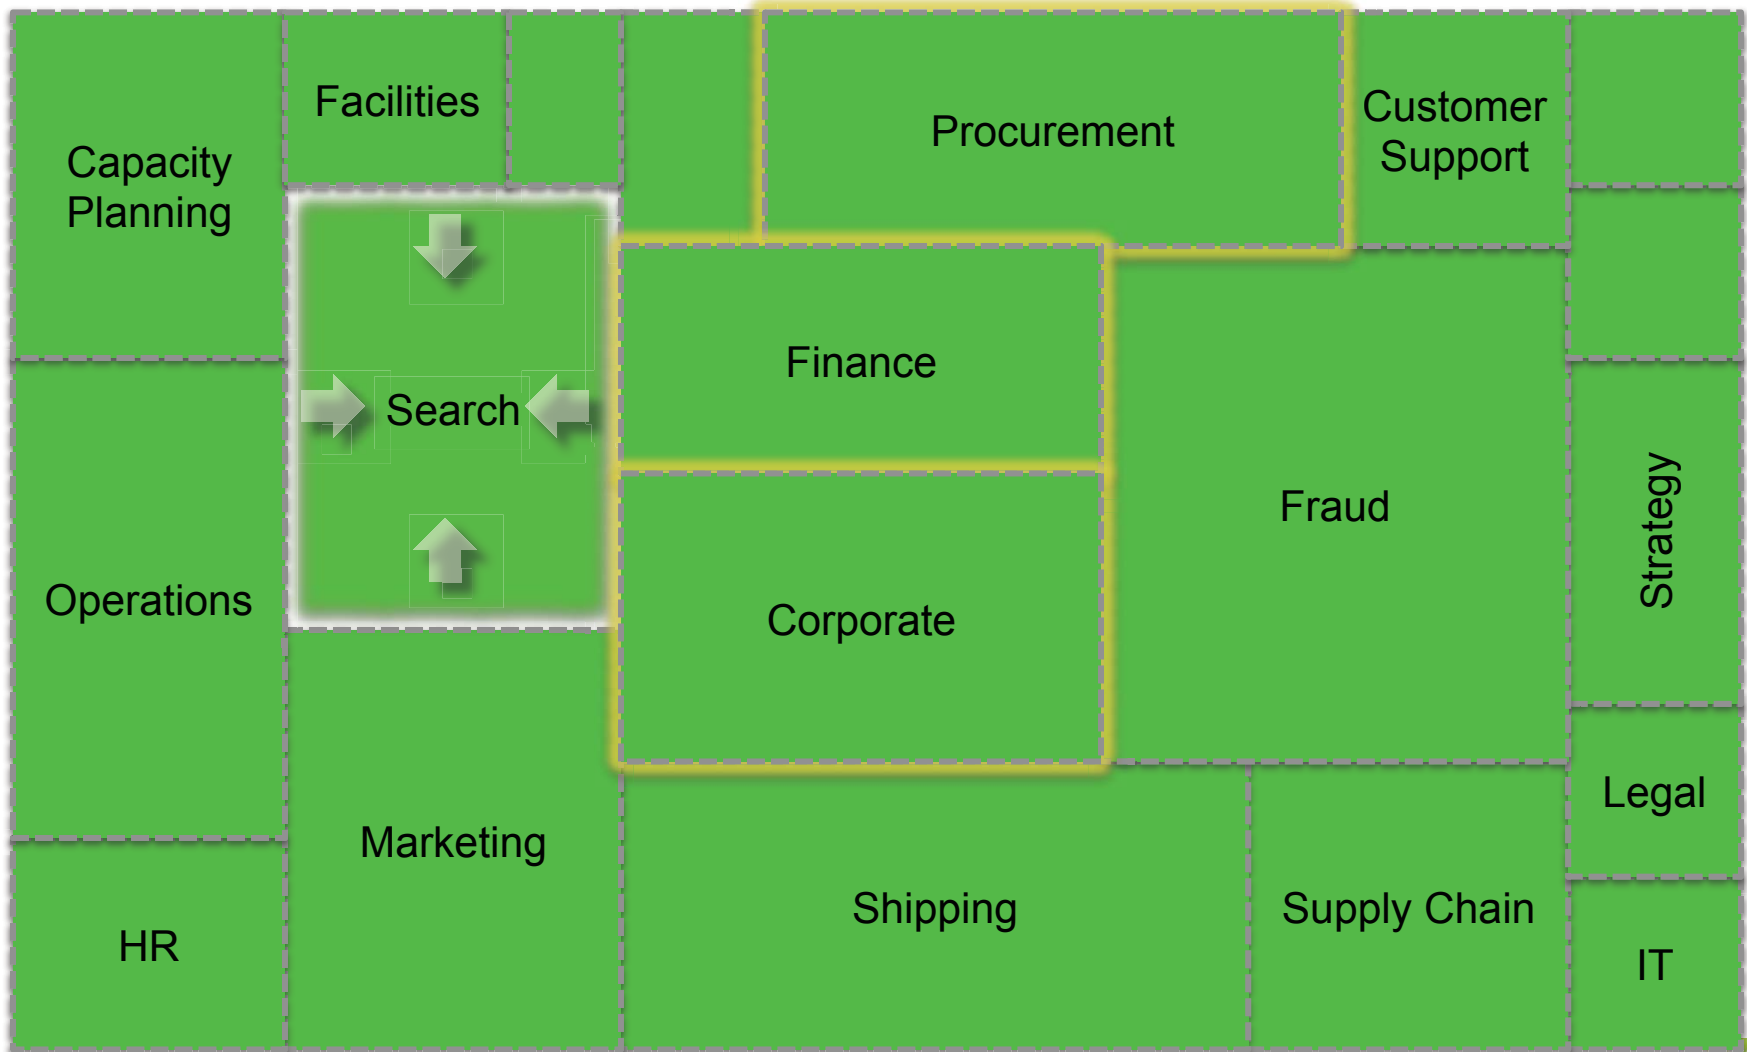 Facilities
Procurement
Customer
Support
Capacity
Planning
Finance
Search
Fraud
Strategy
Operations
Corporate
Legal
Marketing
Shipping
Supply Chain
HR
IT